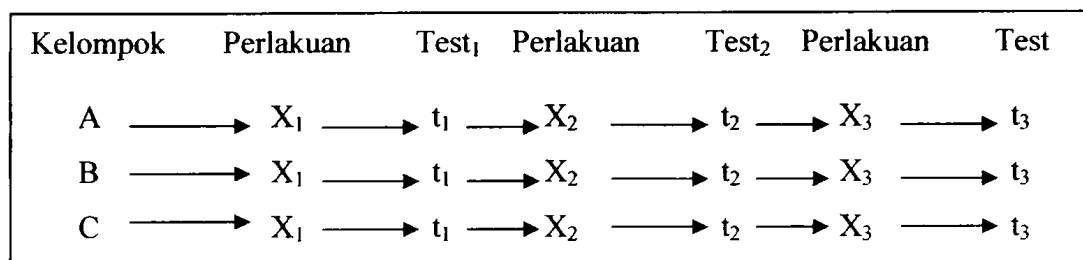 Kelompok Perlakuan Test₁ Perlakuan Test₂ Perlakuan Test
A X₁ t₁ X₂ t₂ X₃ t₃
B X₁ t₁ X₂ t₂ X₃ t₃
C X₁ t₁ X₂ t₂ X₃ t₃